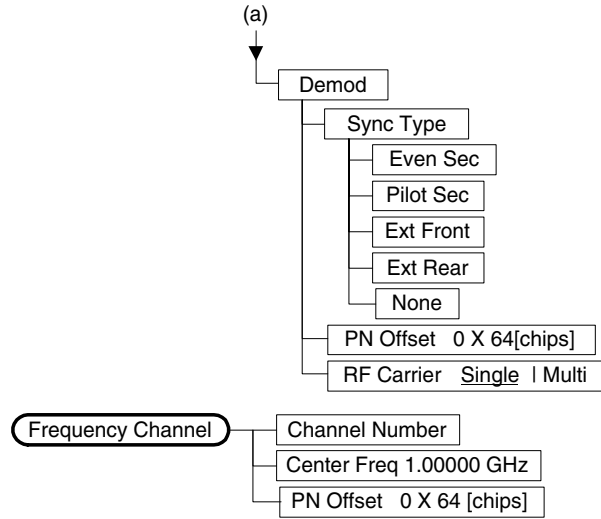 (a)
Demod
Sync Type
Even Sec
Pilot Sec
Ext Front
Ext Rear
None
PN Offset 0 X 64[chips]
RF Carrier Single | Multi
Frequency Channel
Channel Number
Center Freq 1.00000 GHz
PN Offset 0 X 64 [chips]